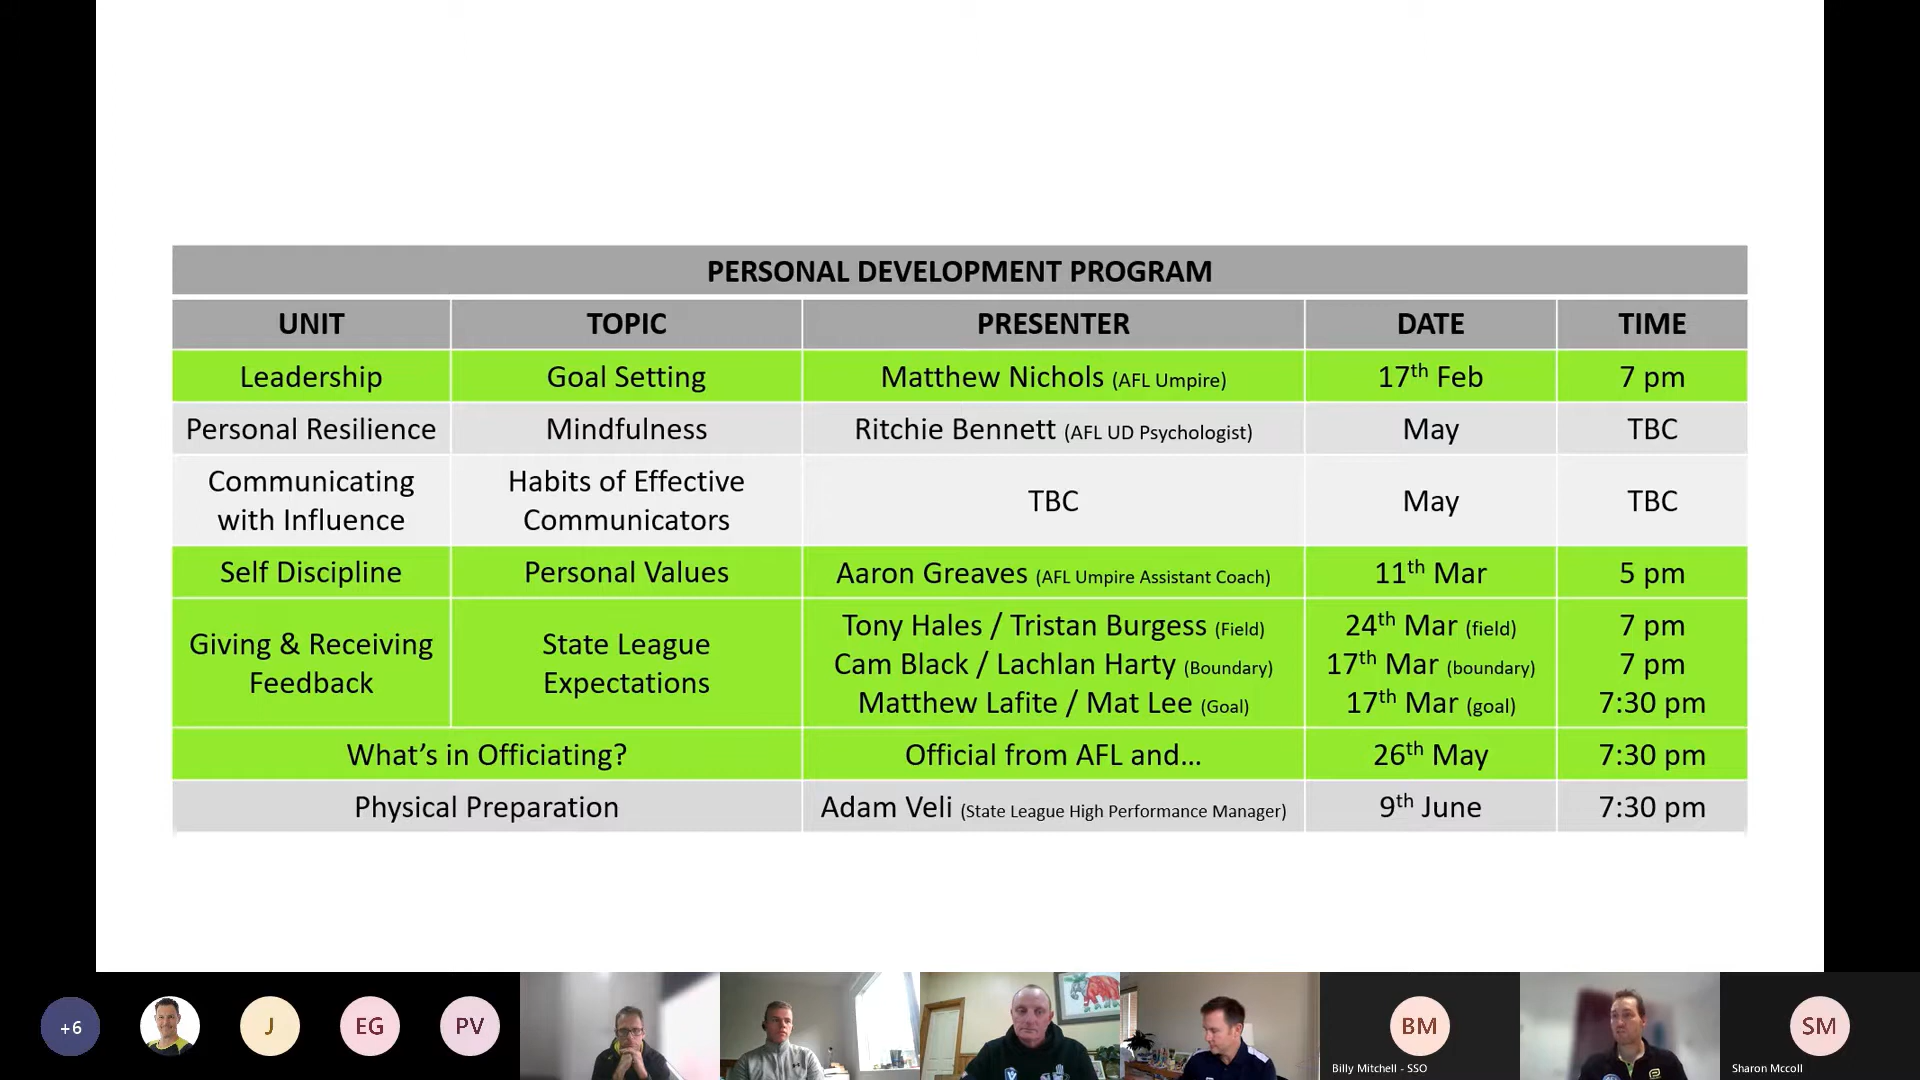 PERSONAL DEVELOPMENT PROGRAM
UNIT TOPIC PRESENTER DATE TIME
Leadership Goal Setting Matthew Nichols (AFL Umpire) 17th Feb 7 pm
Personal Resilience Mindfulness Ritchie Bennett (AFL UD Psychologist) May TBC
Communicating
with Influence
Habits of Effective
Communicators
TBC
May
TBC
Self Discipline Personal Values Aaron Greaves (AFL Umpire Assistant Coach) 11th Mar 5 pm
Giving & Receiving
Feedback
State League
Expectations
Tony Hales / Tristan Burgess (Field) 24th Mar (field) 7 pm
Cam Black / Lachlan Harty (Boundary) 17th Mar (boundary) 7 pm
Matthew Lafite / Mat Lee (Goal) 17th Mar (goal) 7:30 pm
What's in Officiating? Official from AFL and... 26th May 7:30 pm
Physical Preparation Adam Veli (State League High Performance Manager) 9th June 7:30 pm
+6 J EG PV BM SM
Billy Mitchell - SSO Sharon Mccoll